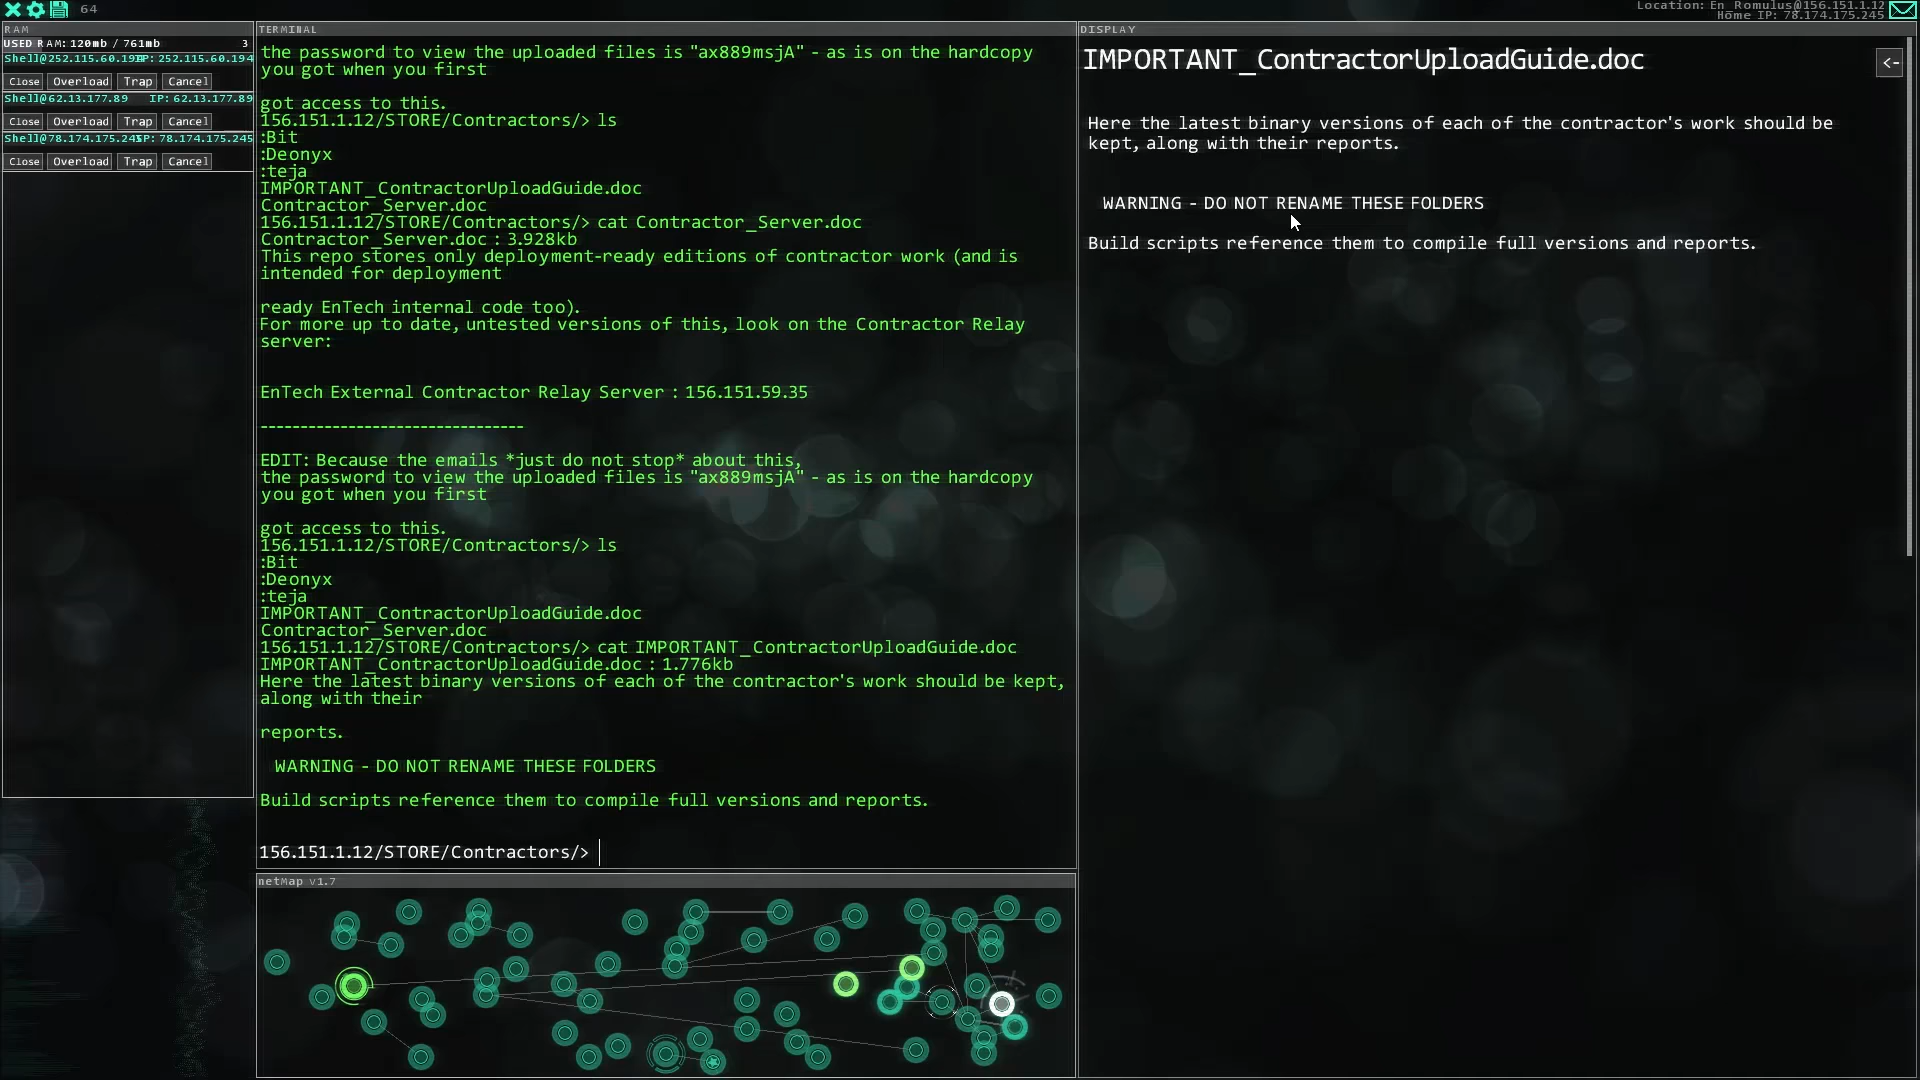 64
Location: En_Romulus@156.151.1.12
Home IP: 78.174.175.245
RAM
USED RAM: 120mb / 761mb 3
Shell@252.115.60.194 IP: 252.115.60.194
Close Overload Trap Cancel
Shell@62.13.177.89 IP: 62.13.177.89
Close Overload Trap Cancel
Shell@78.174.175.245 IP: 78.174.175.245
Close Overload Trap Cancel
TERMINAL
the password to view the uploaded files is "ax889msjA" - as is on the hardcopy
you got when you first
got access to this.
156.151.1.12/STORE/Contractors/> ls
:Bit
:Deonyx
:teja
IMPORTANT_ContractorUploadGuide.doc
Contractor_Server.doc
156.151.1.12/STORE/Contractors/> cat Contractor_Server.doc
Contractor_Server.doc : 3.928kb
This repo stores only deployment-ready editions of contractor work (and is
intended for deployment
ready EnTech internal code too).
For more up to date, untested versions of this, look on the Contractor Relay
server:
EnTech External Contractor Relay Server : 156.151.59.35
--------------------------------
EDIT: Because the emails *just do not stop* about this,
the password to view the uploaded files is "ax889msjA" - as is on the hardcopy
you got when you first
got access to this.
156.151.1.12/STORE/Contractors/> ls
:Bit
:Deonyx
:teja
IMPORTANT_ContractorUploadGuide.doc
Contractor_Server.doc
156.151.1.12/STORE/Contractors/> cat IMPORTANT_ContractorUploadGuide.doc
IMPORTANT_ContractorUploadGuide.doc : 1.776kb
Here the latest binary versions of each of the contractor's work should be kept,
along with their
reports.
WARNING - DO NOT RENAME THESE FOLDERS
Build scripts reference them to compile full versions and reports.
156.151.1.12/STORE/Contractors/>
netMap v1.7
DISPLAY
IMPORTANT_ContractorUploadGuide.doc
<-
Here the latest binary versions of each of the contractor's work should be
kept, along with their reports.
WARNING - DO NOT RENAME THESE FOLDERS
Build scripts reference them to compile full versions and reports.